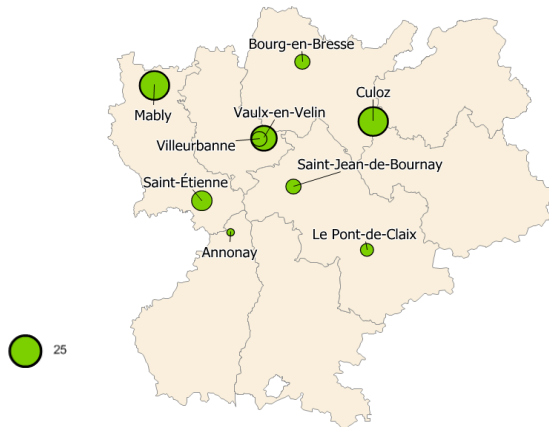 Bourg-en-Bresse
Culoz
Mably
Vaulx-en-Velin
Villeurbanne
Saint-Jean-de-Bournay
Saint-Étienne
Le Pont-de-Claix
Annonay
25